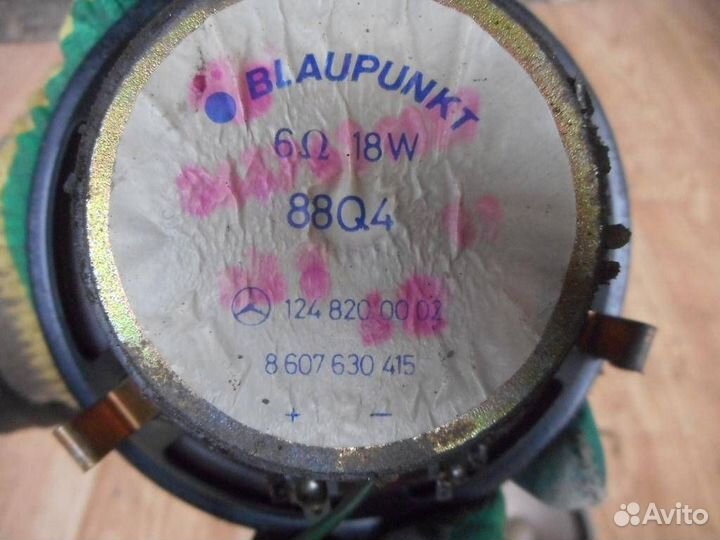 BLAUPUNKT
6Ω 18W
88Q4
124 820 00 02
8 607 630 415
+ −
Avito